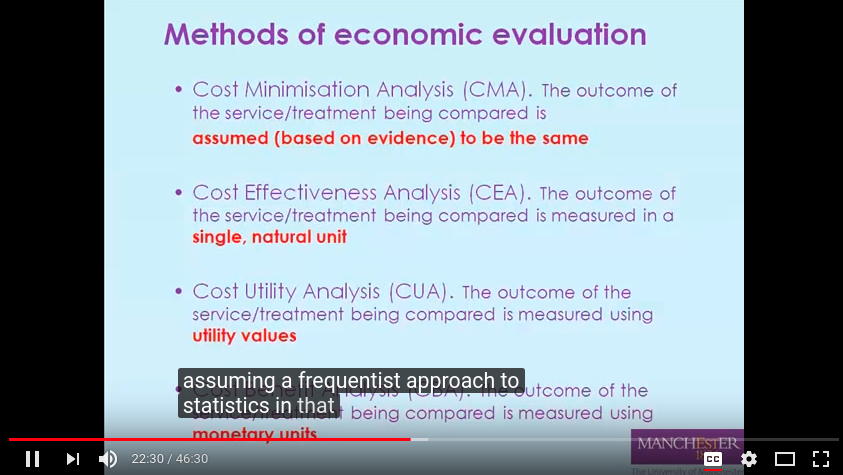 Methods of economic evaluation
• Cost Minimisation Analysis (CMA). The outcome of
the service/treatment being compared is
assumed (based on evidence) to be the same
• Cost Effectiveness Analysis (CEA). The outcome of
the service/treatment being compared is measured in a
single, natural unit
• Cost Utility Analysis (CUA). The outcome of the
service/treatment being compared is measured using
utility values
• Cost Benefit Analysis (CBA). The outcome of the
service/treatment being compared is measured using
monetary units
assuming a frequentist approach to
statistics in that
MANCHESTER
The University of Manchester
22:30 / 46:30
CC